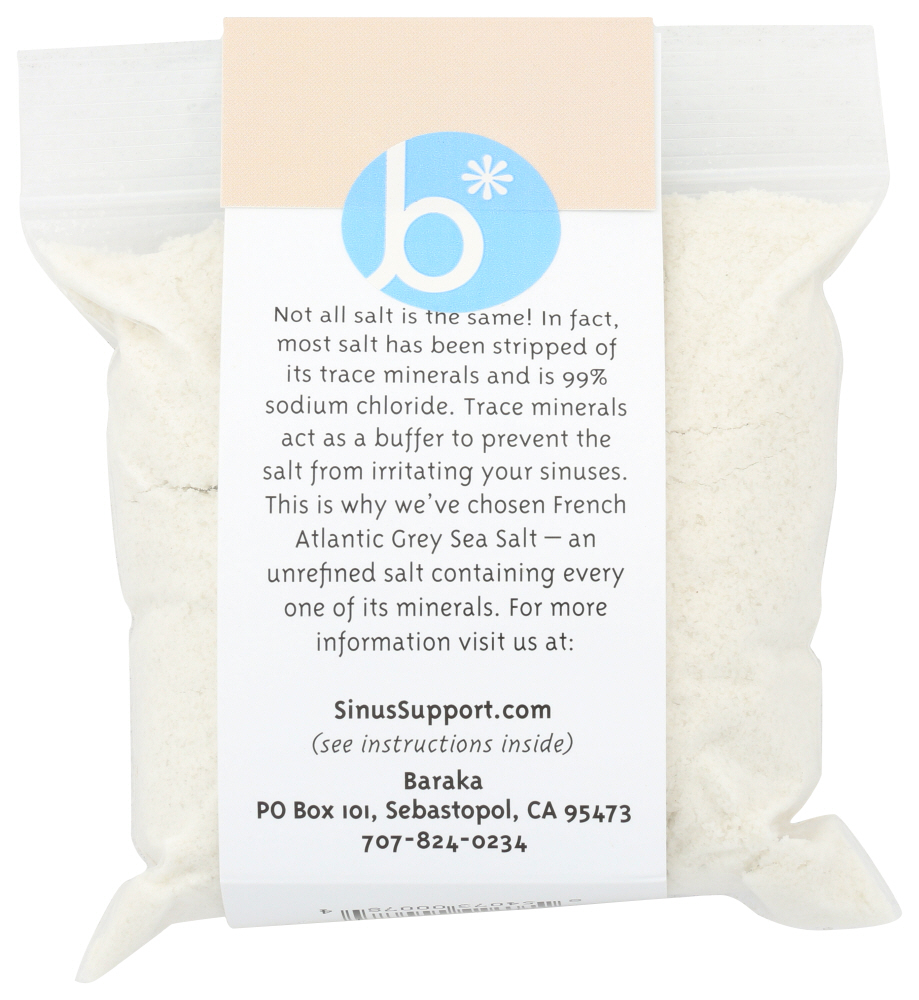 b*
Not all salt is the same! In fact,
most salt has been stripped of
its trace minerals and is 99%
sodium chloride. Trace minerals
act as a buffer to prevent the
salt from irritating your sinuses.
This is why we've chosen French
Atlantic Grey Sea Salt — an
unrefined salt containing every
one of its minerals. For more
information visit us at:
SinusSupport.com
(see instructions inside)
Baraka
PO Box 101, Sebastopol, CA 95473
707-824-0234